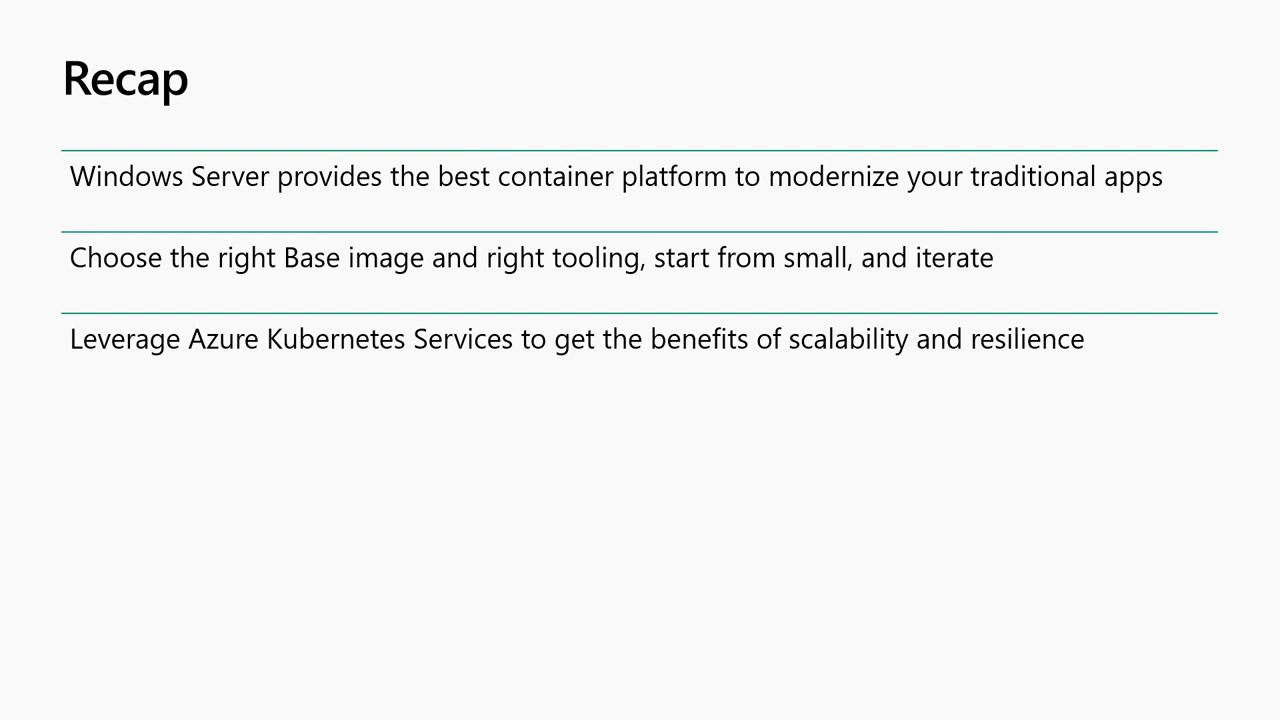 Recap
Windows Server provides the best container platform to modernize your traditional apps
Choose the right Base image and right tooling, start from small, and iterate
Leverage Azure Kubernetes Services to get the benefits of scalability and resilience